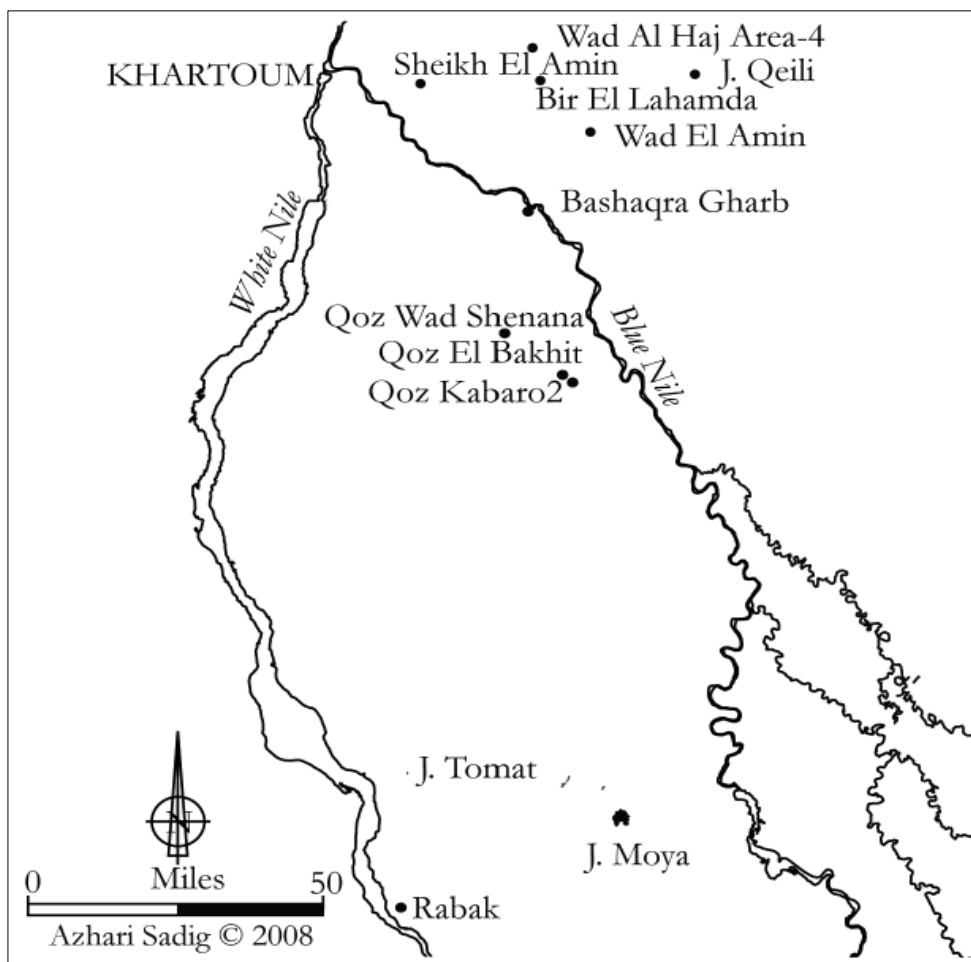 Wad Al Haj Area-4
Sheikh El Amin
KHARTOUM
J. Qeili
Bir El Lahamda
Wad El Amin
Bashaqra Gharb
White Nile
Qoz Wad Shenana
Blue Nile
Qoz El Bakhit
Qoz Kabaro2
J. Tomat
N
J. Moya
0 Miles 50
Rabak
Azhari Sadig © 2008